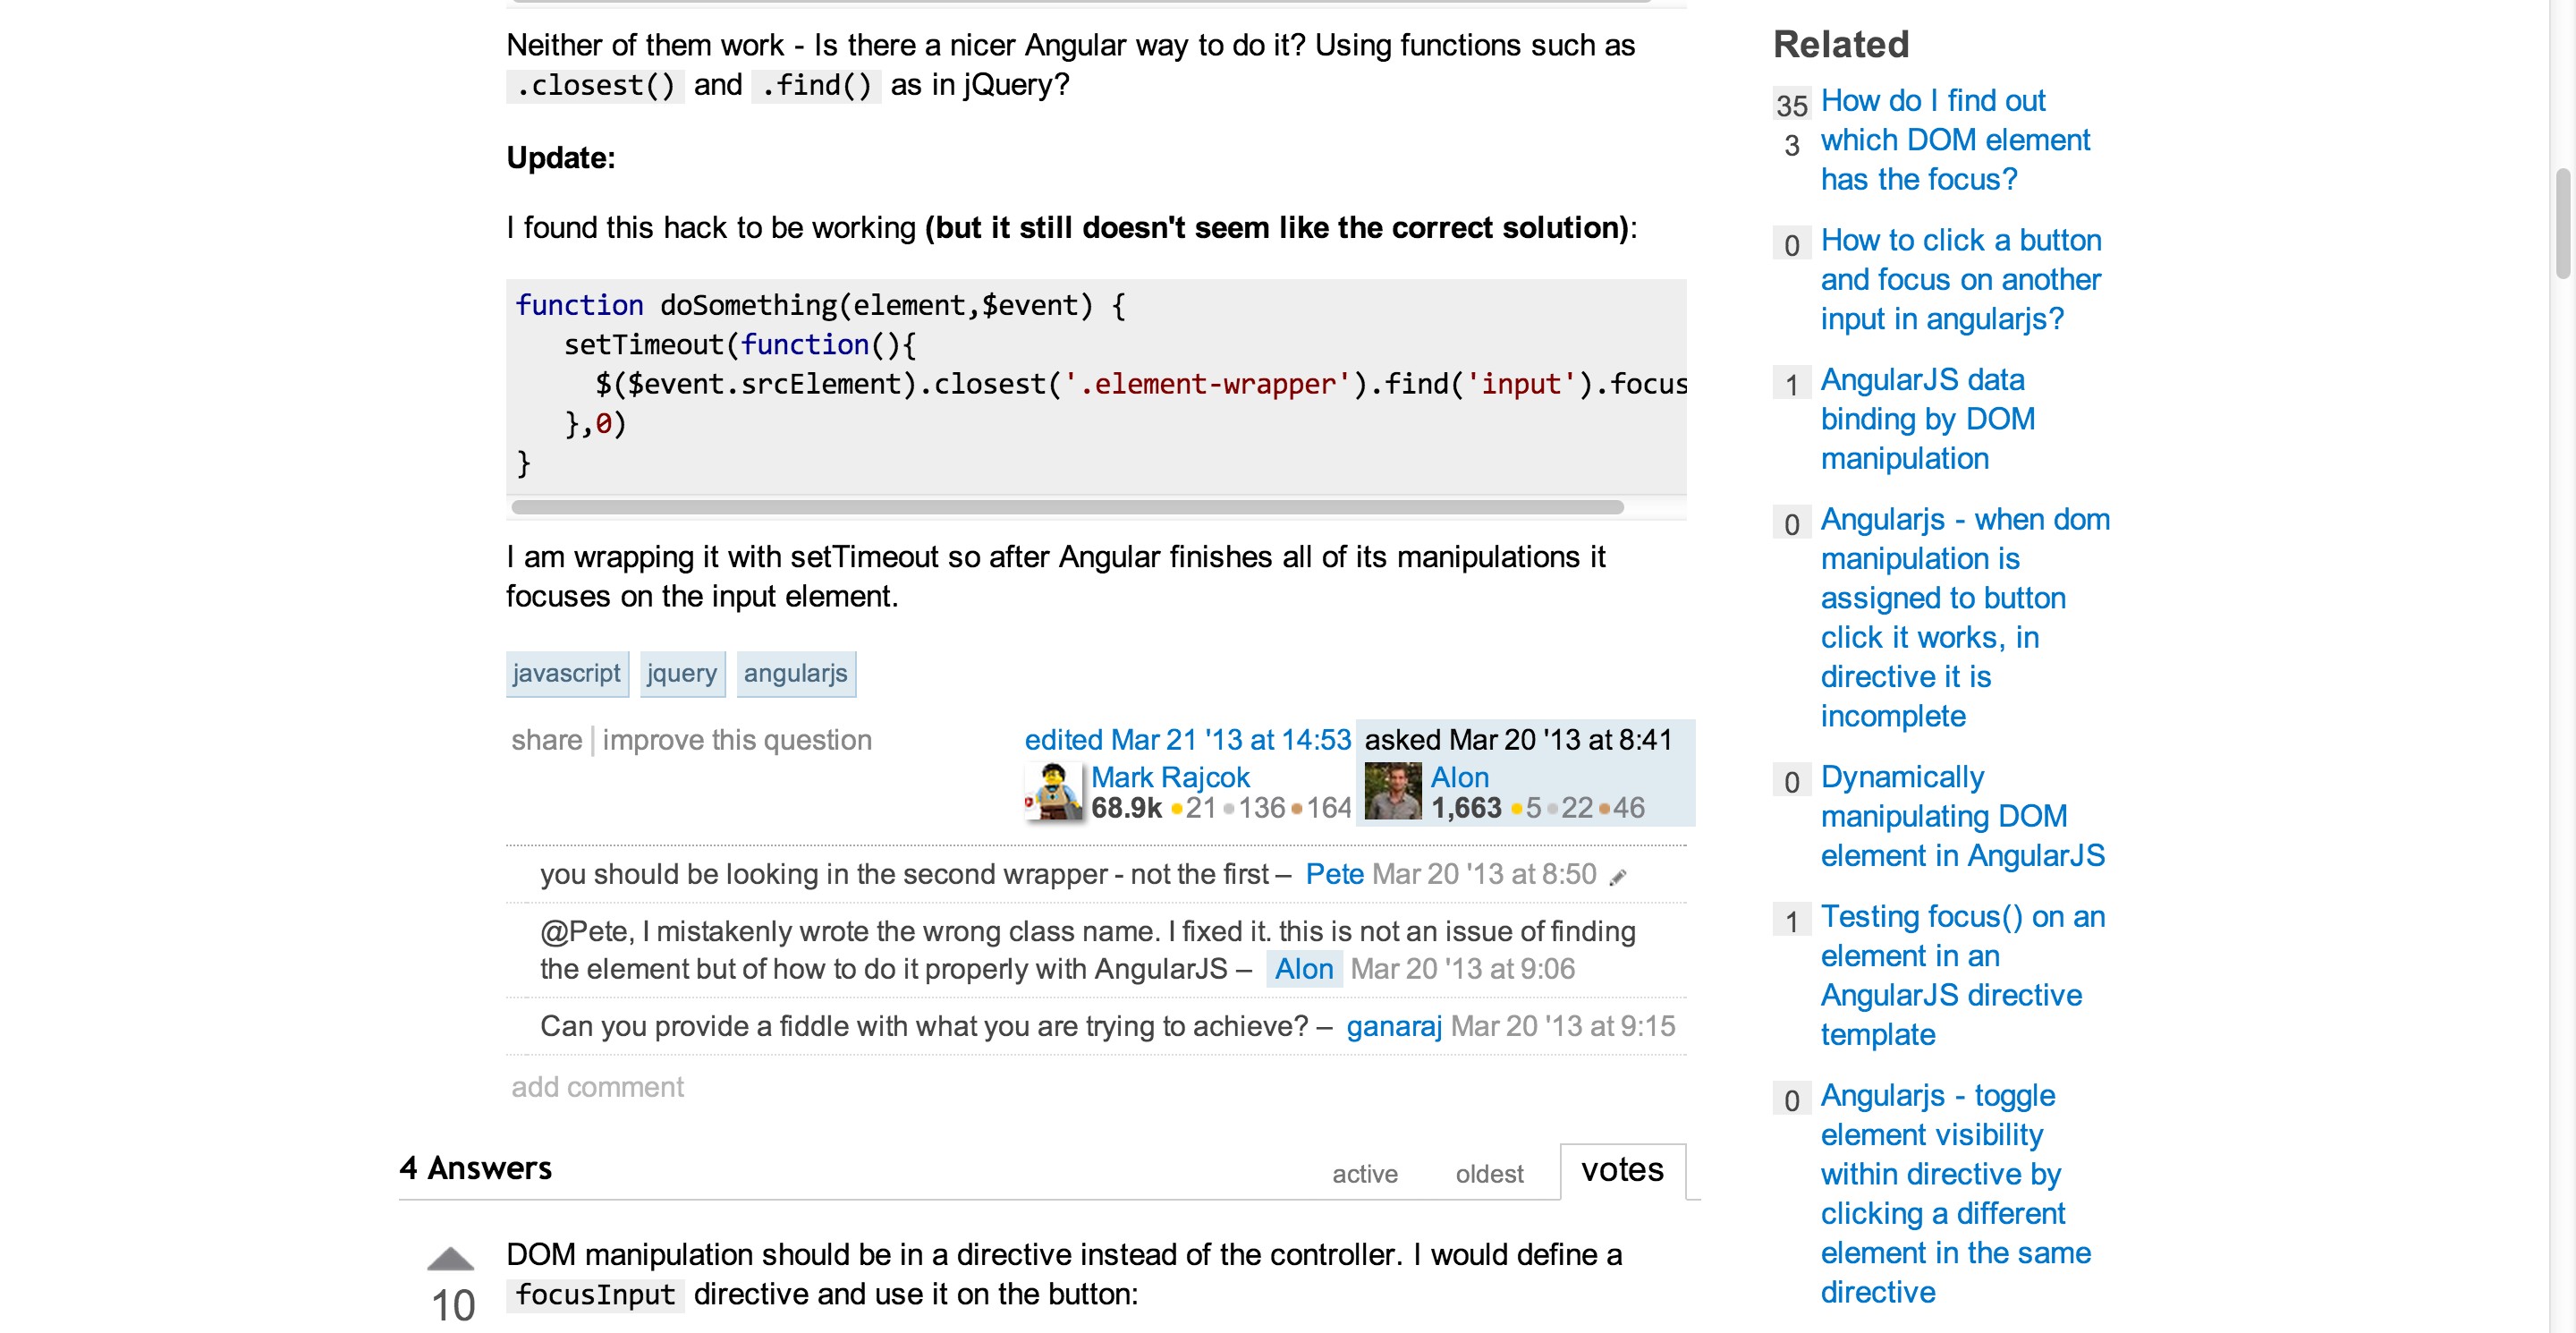 Neither of them work - Is there a nicer Angular way to do it? Using functions such as
.closest() and .find() as in jQuery?
Update:
I found this hack to be working (but it still doesn't seem like the correct solution):
function doSomething(element,$event) {
   setTimeout(function(){
     $($event.srcElement).closest('.element-wrapper').find('input').focus
   },0)
}
I am wrapping it with setTimeout so after Angular finishes all of its manipulations it
focuses on the input element.
javascript jquery angularjs
share improve this question
edited Mar 21 '13 at 14:53
Mark Rajcok
68.9k 21 136 164
asked Mar 20 '13 at 8:41
Alon
1,663 5 22 46
you should be looking in the second wrapper - not the first – Pete Mar 20 '13 at 8:50
@Pete, I mistakenly wrote the wrong class name. I fixed it. this is not an issue of finding
the element but of how to do it properly with AngularJS – Alon Mar 20 '13 at 9:06
Can you provide a fiddle with what you are trying to achieve? – ganaraj Mar 20 '13 at 9:15
add comment
4 Answers
active oldest votes
10
DOM manipulation should be in a directive instead of the controller. I would define a
focusInput directive and use it on the button:
Related
35 How do I find out
3 which DOM element
has the focus?
0 How to click a button
and focus on another
input in angularjs?
1 AngularJS data
binding by DOM
manipulation
0 Angularjs - when dom
manipulation is
assigned to button
click it works, in
directive it is
incomplete
0 Dynamically
manipulating DOM
element in AngularJS
1 Testing focus() on an
element in an
AngularJS directive
template
0 Angularjs - toggle
element visibility
within directive by
clicking a different
element in the same
directive